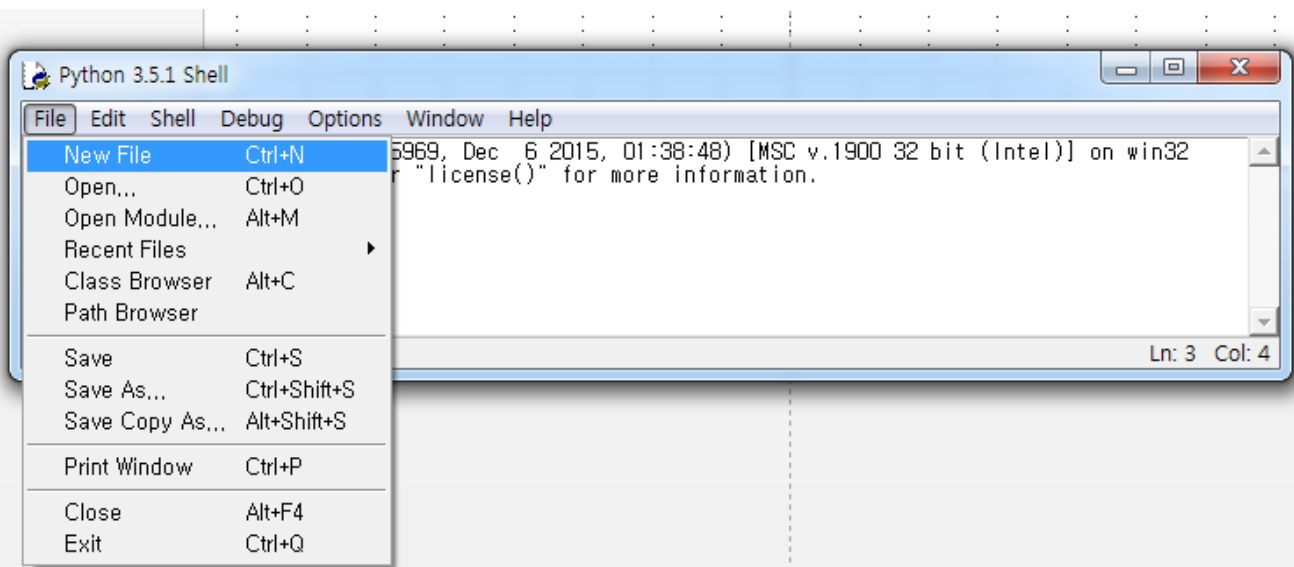 Python 3.5.1 Shell
File Edit Shell Debug Options Window Help
5969, Dec 6 2015, 01:38:48) [MSC v.1900 32 bit (Intel)] on win32
"license()" for more information.
New File Ctrl+N
Open... Ctrl+O
Open Module... Alt+M
Recent Files
Class Browser Alt+C
Path Browser
Save Ctrl+S
Save As... Ctrl+Shift+S
Save Copy As... Alt+Shift+S
Print Window Ctrl+P
Close Alt+F4
Exit Ctrl+Q
Ln: 3 Col: 4